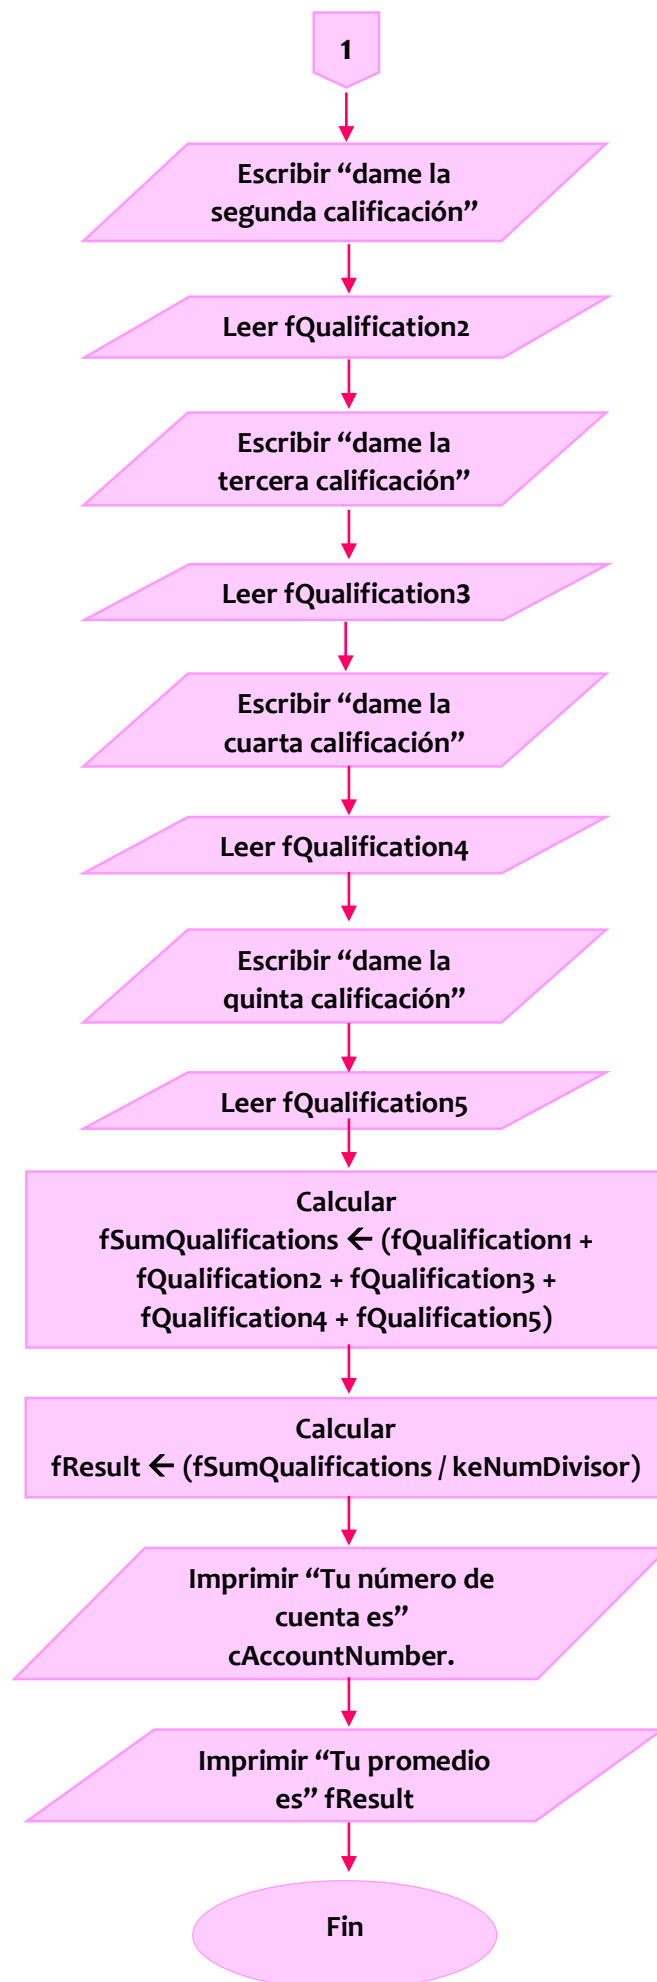 1
Escribir “dame la
segunda calificación”
Leer fQualification2
Escribir “dame la
tercera calificación”
Leer fQualification3
Escribir “dame la
cuarta calificación”
Leer fQualification4
Escribir “dame la
quinta calificación”
Leer fQualification5
Calcular
fSumQualifications ← (fQualification1 +
fQualification2 + fQualification3 +
fQualification4 + fQualification5)
Calcular
fResult ← (fSumQualifications / keNumDivisor)
Imprimir “Tu número de
cuenta es”
cAccountNumber.
Imprimir “Tu promedio
es” fResult
Fin